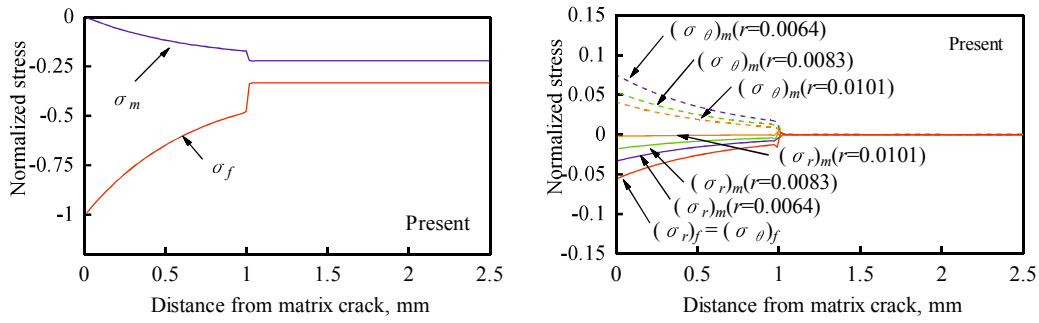 Normalized stress
0
-0.25
-0.5
-0.75
-1
σm
σf
Present
0
0.5
1
1.5
2
2.5
Distance from matrix crack, mm
Normalized stress
0.15
0.1
0.05
0
-0.05
-0.1
-0.15
(σθ)m(r=0.0064)
(σθ)m(r=0.0083)
(σθ)m(r=0.0101)
Present
(σr)m(r=0.0101)
(σr)m(r=0.0083)
(σr)m(r=0.0064)
(σr)f=(σθ)f
0
0.5
1
1.5
2
2.5
Distance from matrix crack, mm